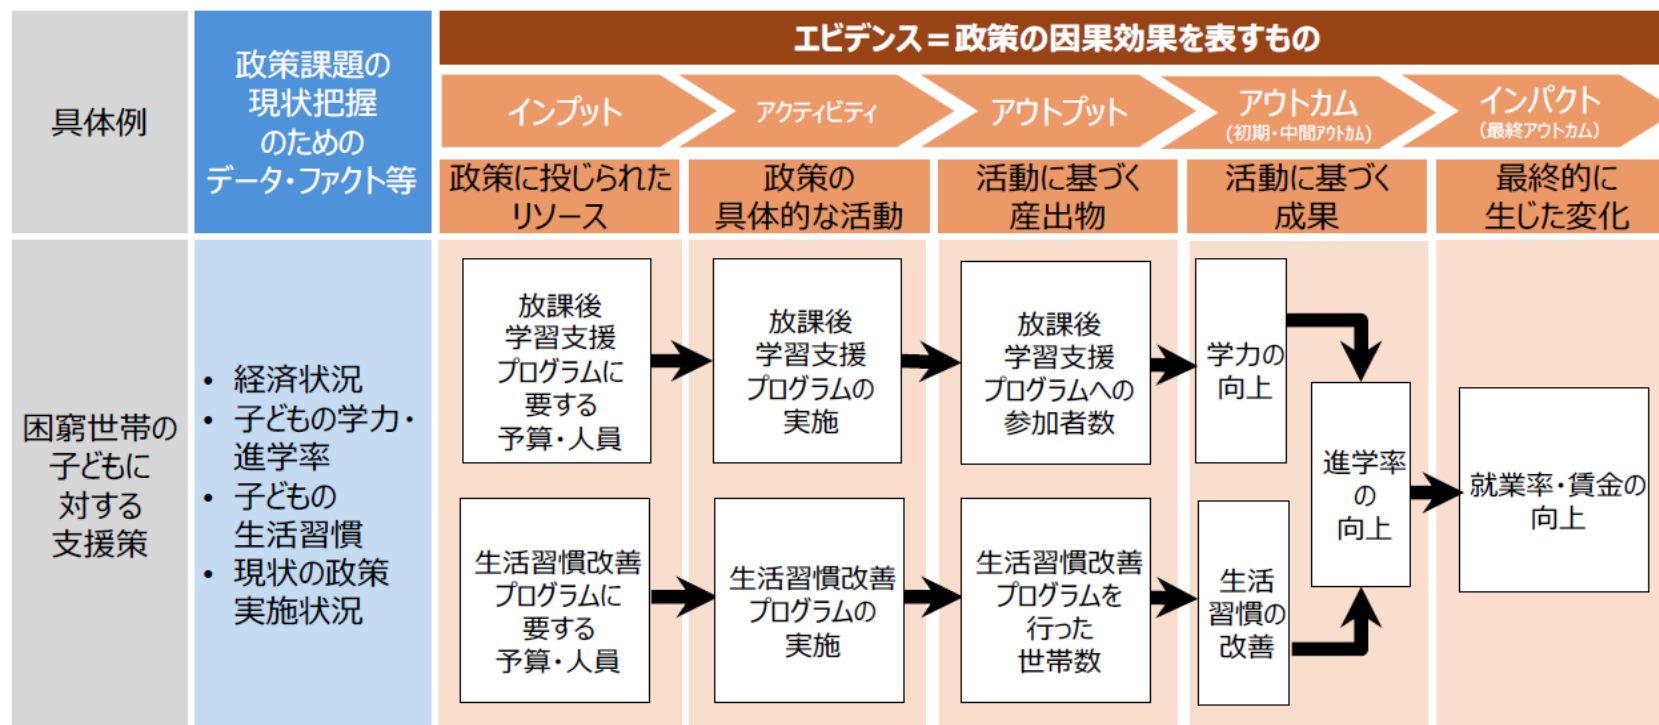 具体例
政策課題の
現状把握
のための
データ・ファクト等
エビデンス＝政策の因果効果を表すもの
インプット
アクティビティ
アウトプット
アウトカム
(初期・中間アウトカム)
インパクト
(最終アウトカム)
政策に投じられた
リソース
政策の
具体的な活動
活動に基づく
産出物
活動に基づく
成果
最終的に
生じた変化
困窮世帯の
子どもに
対する
支援策
• 経済状況
• 子どもの学力・
進学率
• 子どもの
生活習慣
• 現状の政策
実施状況
放課後
学習支援
プログラムに
要する
予算・人員
放課後
学習支援
プログラムの
実施
放課後
学習支援
プログラムへの
参加者数
学力の
向上
進学率
の
向上
就業率・賃金の
向上
生活習慣改善
プログラムに
要する
予算・人員
生活習慣改善
プログラムの
実施
生活習慣改善
プログラムを
行った
世帯数
生活
習慣の
改善